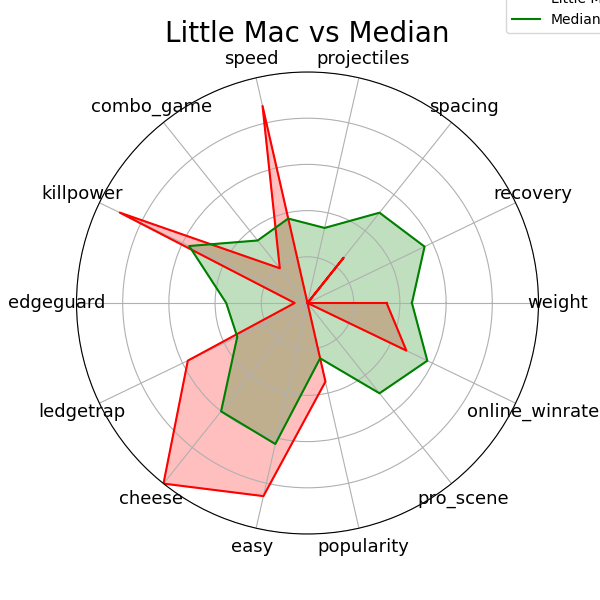 Little Mac vs Median
Median
speed
projectiles
combo_game
spacing
killpower
recovery
edgeguard
weight
ledgetrap
online_winrate
cheese
pro_scene
easy
popularity